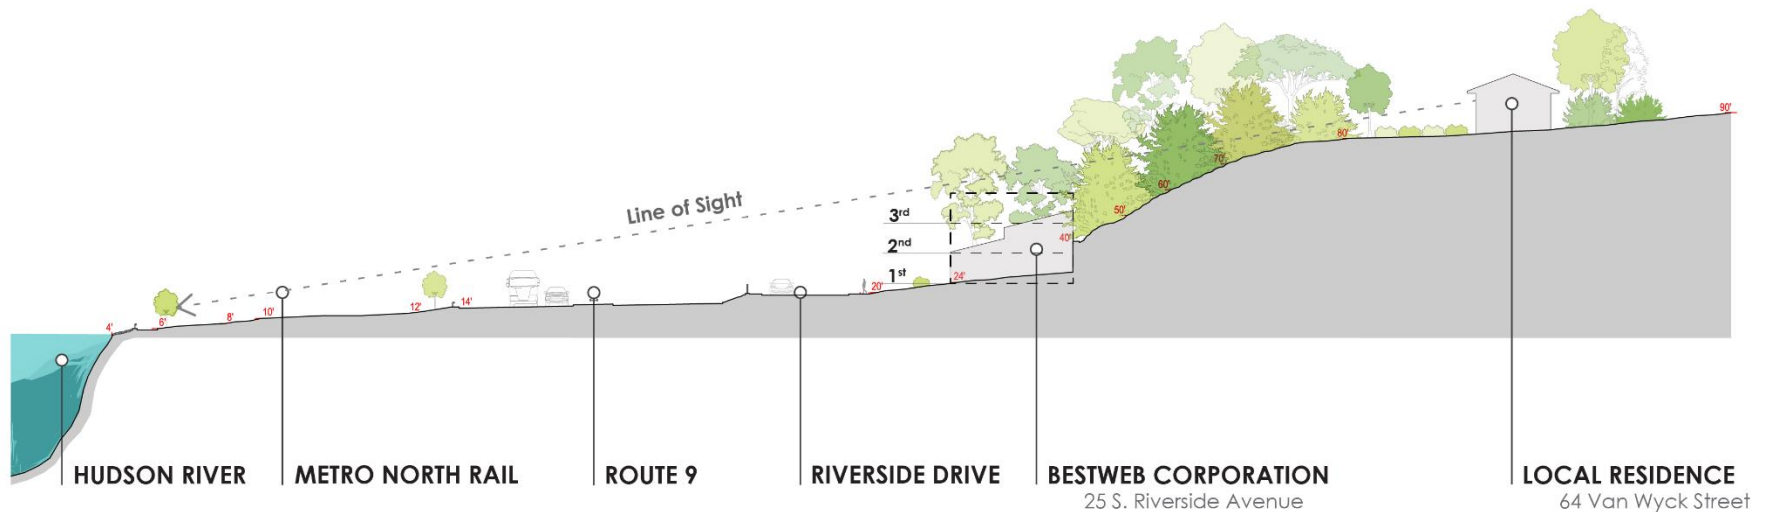 90'
80'
70'
60'
Line of Sight
3rd
50'
2nd
40'
1st
24'
20'
14'
12'
10'
8'
6'
4'
HUDSON RIVER
METRO NORTH RAIL
ROUTE 9
RIVERSIDE DRIVE
BESTWEB CORPORATION
25 S. Riverside Avenue
LOCAL RESIDENCE
64 Van Wyck Street